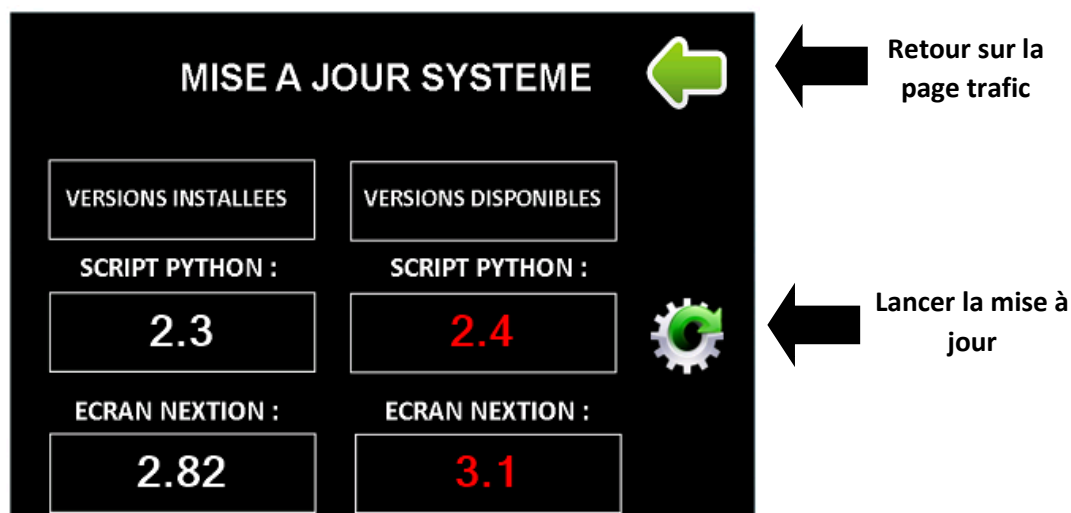 MISE A JOUR SYSTEME
Retour sur la
page trafic
VERSIONS INSTALLEES
VERSIONS DISPONIBLES
SCRIPT PYTHON :
SCRIPT PYTHON :
2.3
2.4
Lancer la mise à
jour
ECRAN NEXTION :
ECRAN NEXTION :
2.82
3.1